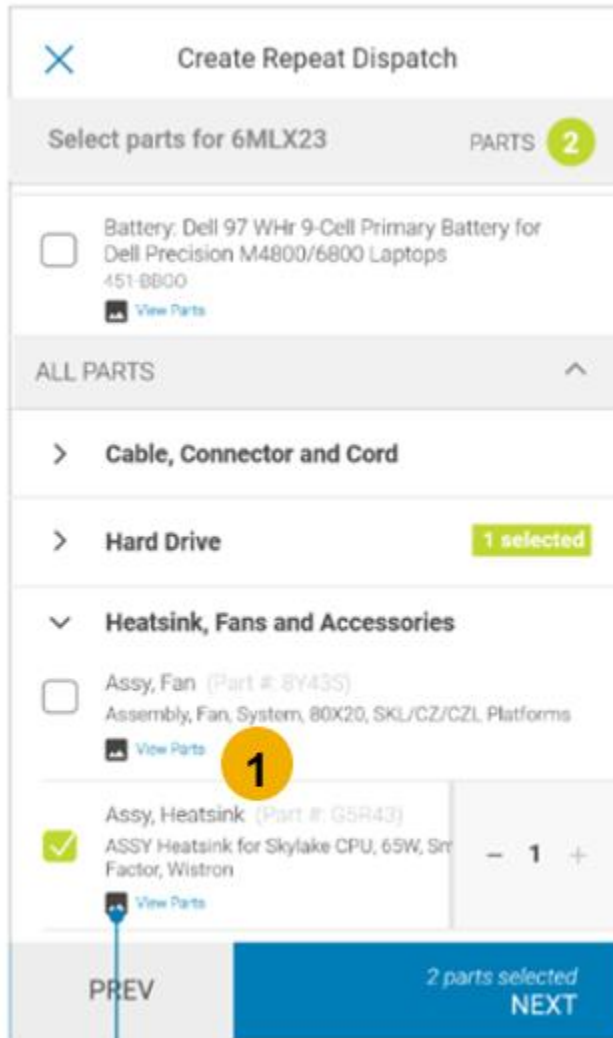 Create Repeat Dispatch
Select parts for 6MLX23
PARTS 2
Battery: Dell 97 WHr 9-Cell Primary Battery for
Dell Precision M4800/6800 Laptops
451-BBGO
View Parts
ALL PARTS
Cable, Connector and Cord
Hard Drive
1 selected
Heatsink, Fans and Accessories
Assy, Fan (Part #: 8Y43S)
Assembly, Fan, System, 80X20, SKL/CZ/CZL Platforms
View Parts
1
Assy, Heatsink (Part #: G5R43)
ASSY Heatsink for Skylake CPU, 65W, Sm
Factor, Wistron
− 1 +
View Parts
PREV
2 parts selected
NEXT